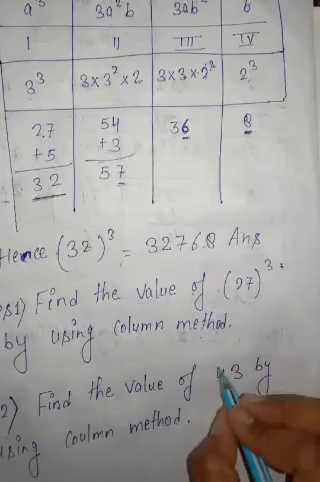 a³ 3a²b 3ab² b³
I II III IV
3³ 3×3²×2 3×3×2² 2³
27 54 36 8
+5 +3
32 57
Hence (32)³ = 32768 Ans
Find the value of (27)³.
by using column method.
2) Find the value of 43 by
using Coulmn method.